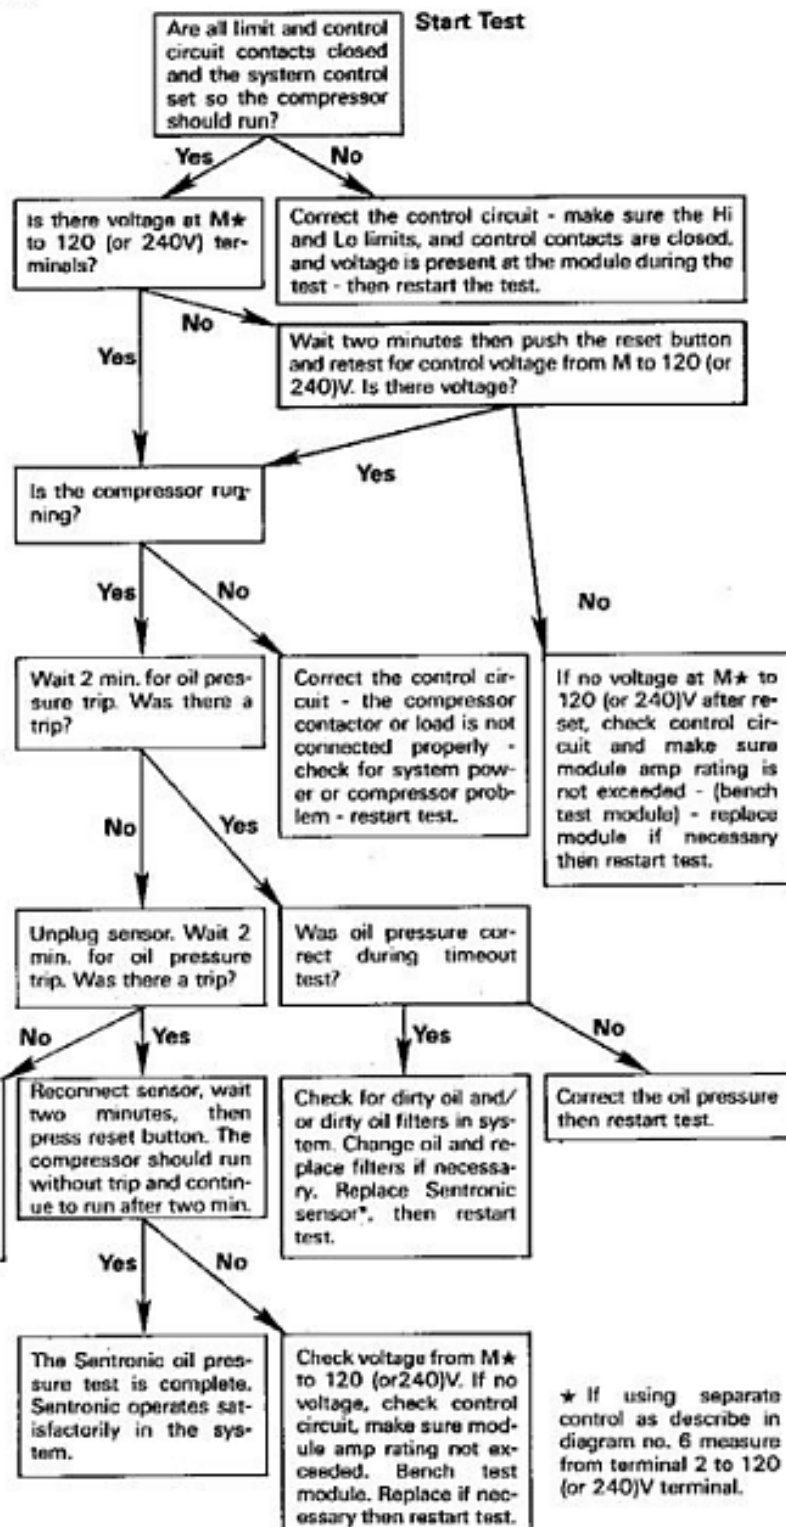 Start Test
Are all limit and control
circuit contacts closed
and the system control
set so the compressor
should run?
Yes
No
Is there voltage at M★
to 120 (or 240V) ter-
minals?
Correct the control circuit - make sure the Hi
and Lo limits, and control contacts are closed,
and voltage is present at the module during the
test - then restart the test.
No
Yes
Wait two minutes then push the reset button
and retest for control voltage from M to 120 (or
240)V. Is there voltage?
Yes
Is the compressor run-
ning?
Yes
No
No
Wait 2 min. for oil pres-
sure trip. Was there a
trip?
Correct the control cir-
cuit - the compressor
contactor or load is not
connected properly -
check for system pow-
er or compressor prob-
lem - restart test.
If no voltage at M★ to
120 (or 240)V after re-
set, check control cir-
cuit and make sure
module amp rating is
not exceeded - (bench
test module) - replace
module if necessary
then restart test.
No
Yes
Unplug sensor. Wait 2
min. for oil pressure
trip. Was there a trip?
Was oil pressure cor-
rect during timeout
test?
No
Yes
Yes
No
Reconnect sensor, wait
two minutes, then
press reset button. The
compressor should run
without trip and contin-
ue to run after two min.
Check for dirty oil and/
or dirty oil filters in sys-
tem. Change oil and re-
place filters if necessa-
ry. Replace Sentronic
sensor*, then restart
test.
Correct the oil pressure
then restart test.
Yes
No
The Sentronic oil pres-
sure test is complete.
Sentronic operates sat-
isfactorily in the sys-
tem.
Check voltage from M★
to 120 (or240)V. If no
voltage, check control
circuit, make sure mod-
ule amp rating not ex-
ceeded. Bench test
module. Replace if nec-
essary then restart test.
★ If using separate
control as describe in
diagram no. 6 measure
from terminal 2 to 120
(or 240)V terminal.